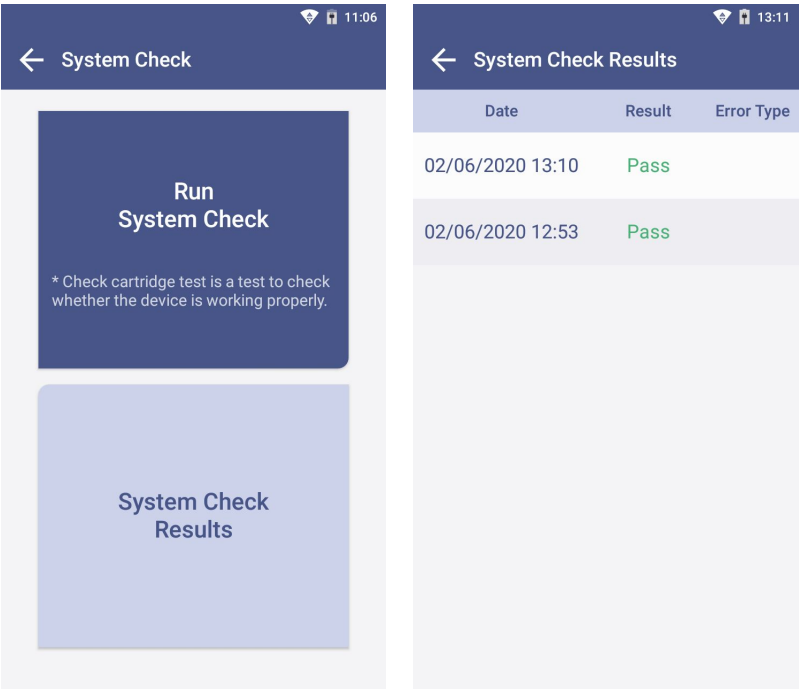 11:06
System Check
Run
System Check
* Check cartridge test is a test to check
whether the device is working properly.
System Check
Results
13:11
System Check Results
Date Result Error Type
02/06/2020 13:10 Pass
02/06/2020 12:53 Pass